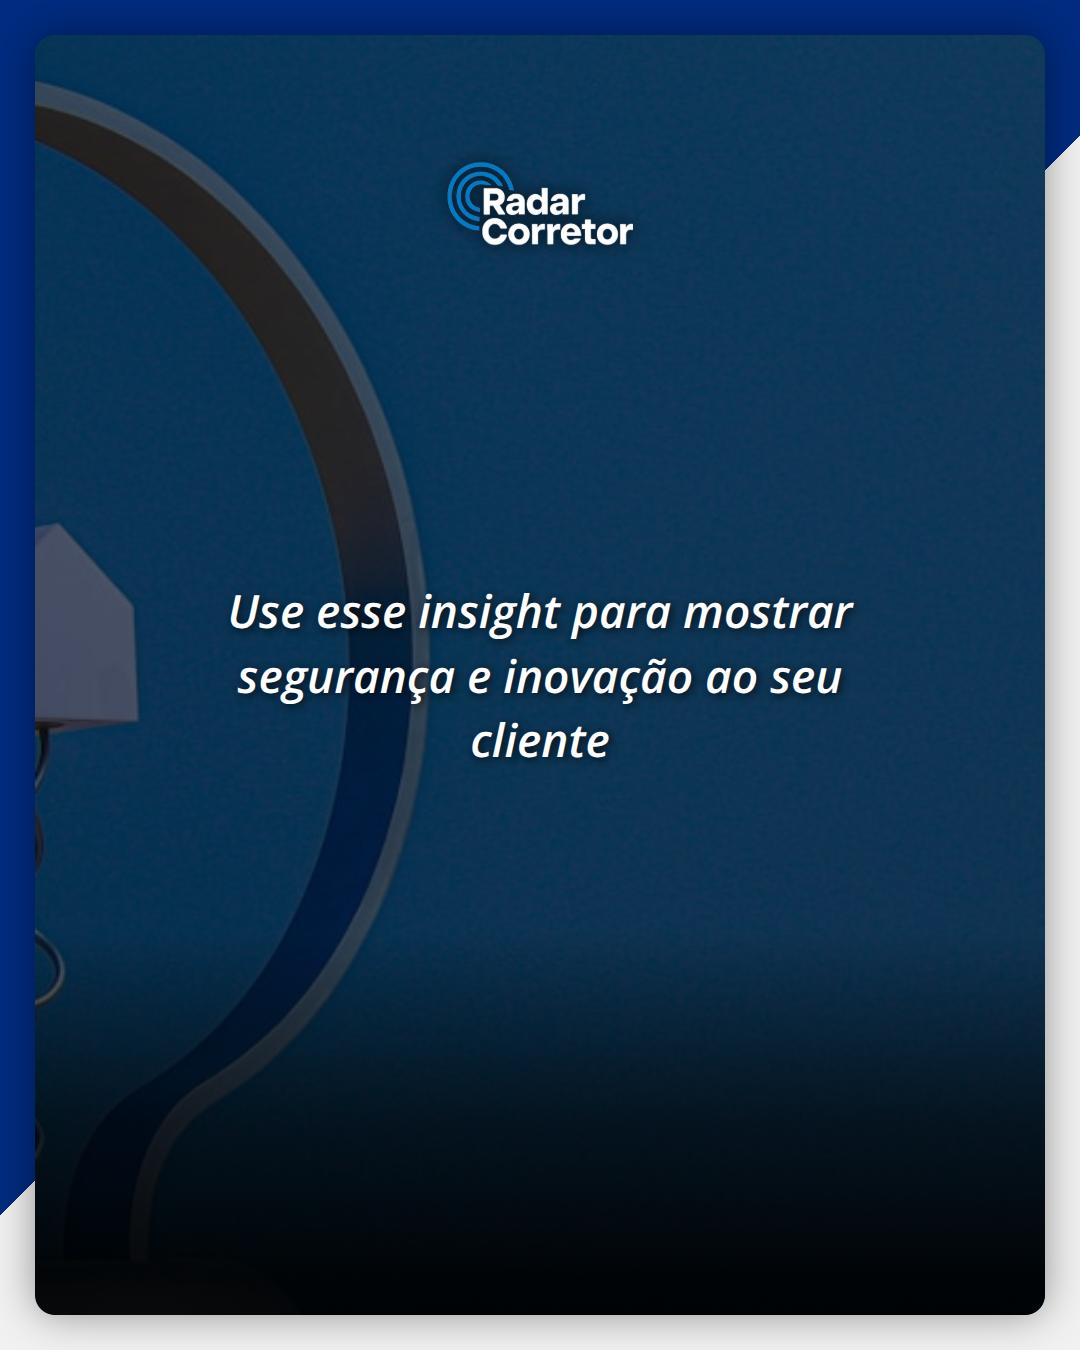 Radar
Corretor
Use esse insight para mostrar
segurança e inovação ao seu
cliente